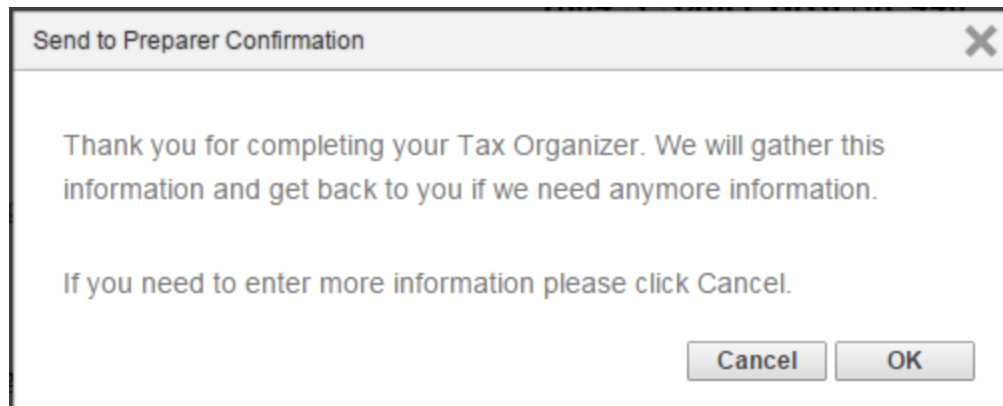 Send to Preparer Confirmation
Thank you for completing your Tax Organizer. We will gather this
information and get back to you if we need anymore information.
If you need to enter more information please click Cancel.
Cancel
OK